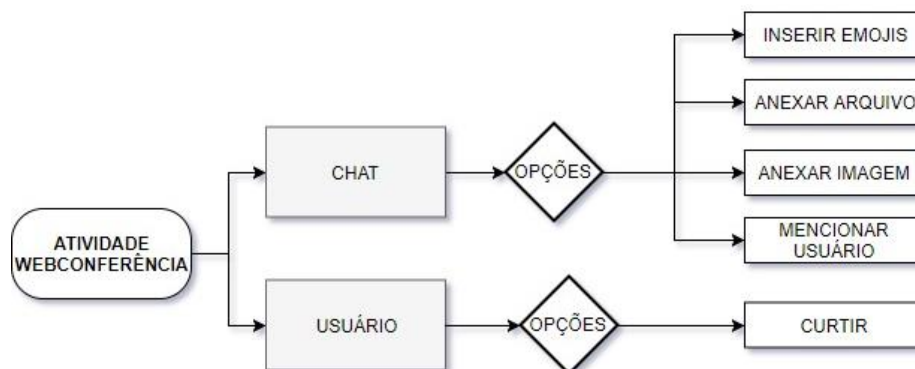 ATIVIDADE
WEBCONFERÊNCIA
CHAT
OPÇÕES
INSERIR EMOJIS
ANEXAR ARQUIVO
ANEXAR IMAGEM
MENCIONAR
USUÁRIO
USUÁRIO
OPÇÕES
CURTIR